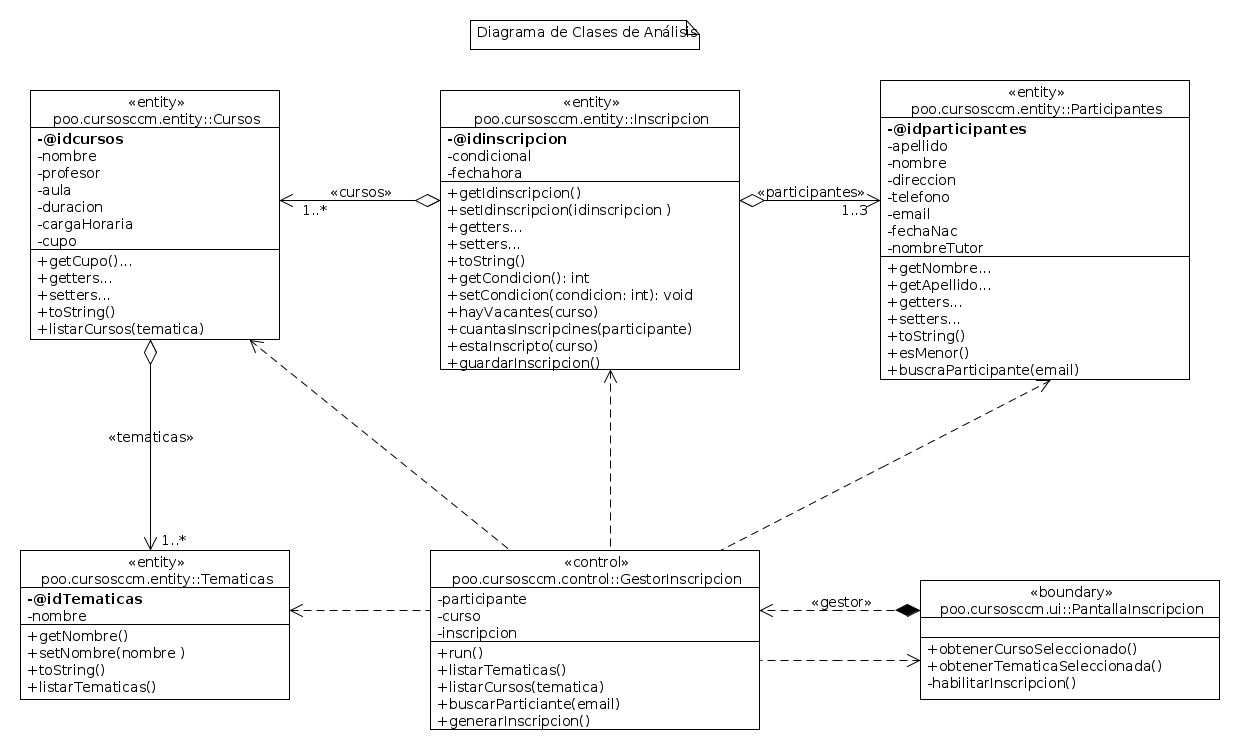 Diagrama de Clases de Análisis
«entity»
poo.cursosccm.entity::Cursos
-@idcursos
-nombre
-profesor
-aula
-duracion
-cargaHoraria
-cupo
+getCupo()...
+getters...
+setters...
+toString()
+listarCursos(tematica)
«cursos»
1..*
«entity»
poo.cursosccm.entity::Inscripcion
-@idinscripcion
-condicional
-fechahora
+getIdinscripcion()
+setIdinscripcion(idinscripcion )
+getters...
+setters...
+toString()
+getCondicion(): int
+setCondicion(condicion: int): void
+hayVacantes(curso)
+cuantasInscripcines(participante)
+estaInscripto(curso)
+guardarInscripcion()
«participantes»
1..3
«entity»
poo.cursosccm.entity::Participantes
-@idparticipantes
-apellido
-nombre
-direccion
-telefono
-email
-fechaNac
-nombreTutor
+getNombre...
+getApellido...
+getters...
+setters...
+toString()
+esMenor()
+buscraParticipante(email)
«tematicas»
1..*
«entity»
poo.cursosccm.entity::Tematicas
-@idTematicas
-nombre
+getNombre()
+setNombre(nombre )
+toString()
+listarTematicas()
«control»
poo.cursosccm.control::GestorInscripcion
-participante
-curso
-inscripcion
+run()
+listarTematicas()
+listarCursos(tematica)
+buscarParticiante(email)
+generarInscripcion()
«gestor»
«boundary»
poo.cursosccm.ui::PantallaInscripcion
+obtenerCursoSeleccionado()
+obtenerTematicaSeleccionada()
-habilitarInscripcion()